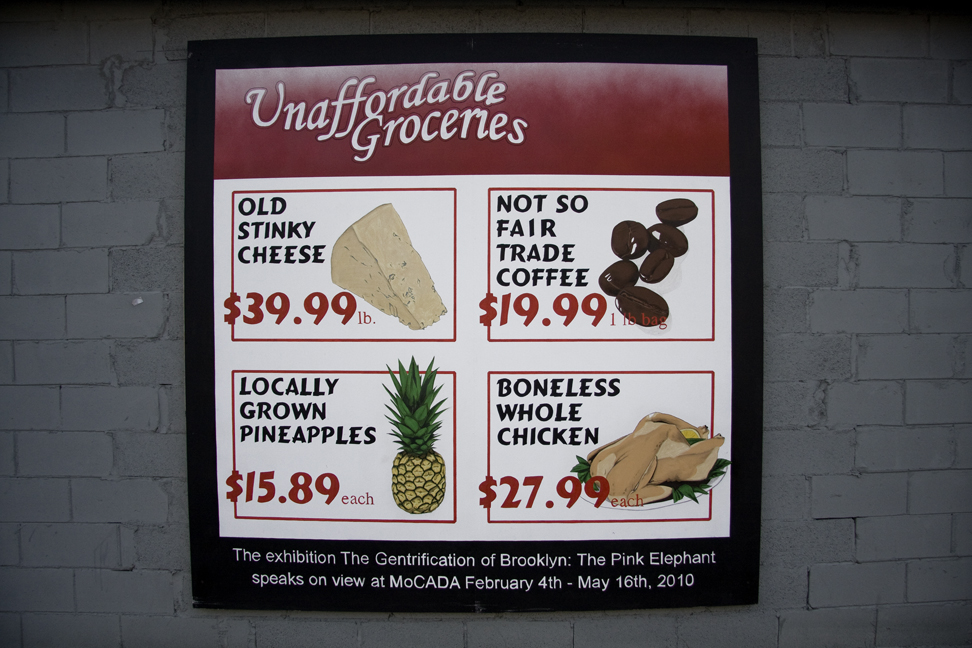 Unaffordable
Groceries
OLD
STINKY
CHEESE
$39.99 lb.
NOT SO
FAIR
TRADE
COFFEE
$19.99 1 lb bag
LOCALLY
GROWN
PINEAPPLES
$15.89 each
BONELESS
WHOLE
CHICKEN
$27.99 each
The exhibition The Gentrification of Brooklyn: The Pink Elephant
speaks on view at MoCADA February 4th - May 16th, 2010